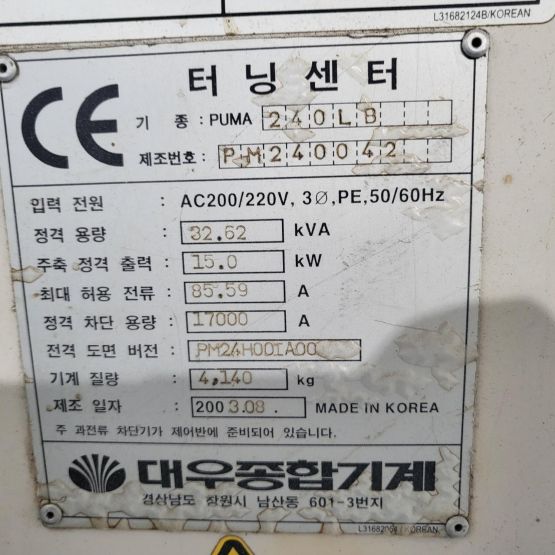 L31682124B/KOREAN
터닝센터
CE
기 종 : PUMA 240LB
제조번호 : PM240042
입력 전원 : AC200/220V, 3Ø,PE,50/60Hz
정격 용량 : 32.62 kVA
주축 정격 출력 : 15.0 kW
최대 허용 전류 : 85.59 A
정격 차단 용량 : 17000 A
전격 도면 버전 : PM24H00IA00
기계 질량 : 4,140 kg
제조 일자 : 2003.08. MADE IN KOREA
주 과전류 차단기가 제어반에 준비되어 있습니다.
대우종합기계
경상남도 창원시 남산동 601-3번지
/KOREAN